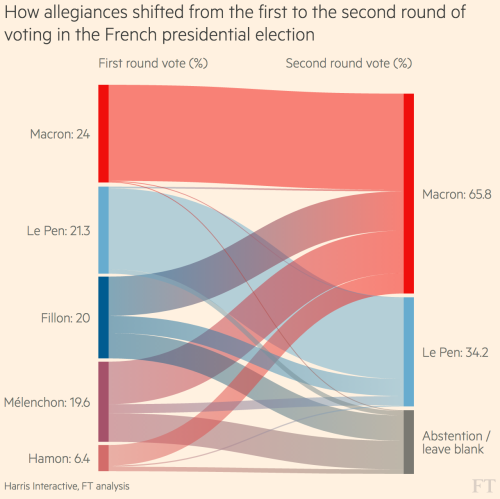 How allegiances shifted from the first to the second round of
voting in the French presidential election
First round vote (%)
Second round vote (%)
Macron: 24
Le Pen: 21.3
Fillon: 20
Mélenchon: 19.6
Hamon: 6.4
Macron: 65.8
Le Pen: 34.2
Abstention /
leave blank
Harris Interactive, FT analysis
FT